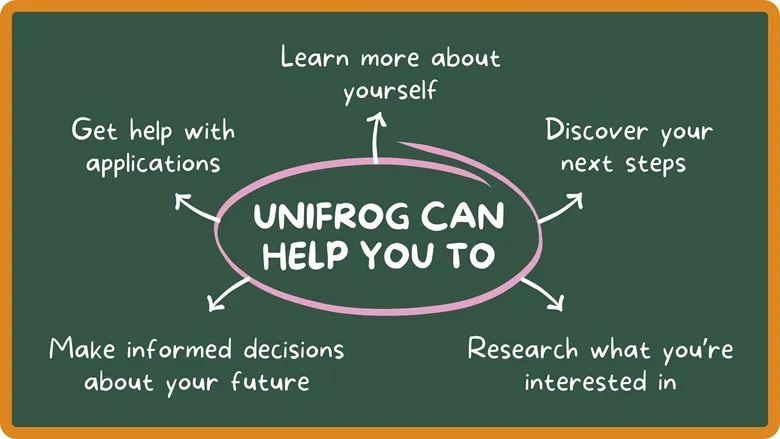 Learn more about
yourself
Get help with
applications
Discover your
next steps
UNIFROG CAN
HELP YOU TO
Make informed decisions
about your future
Research what you're
interested in